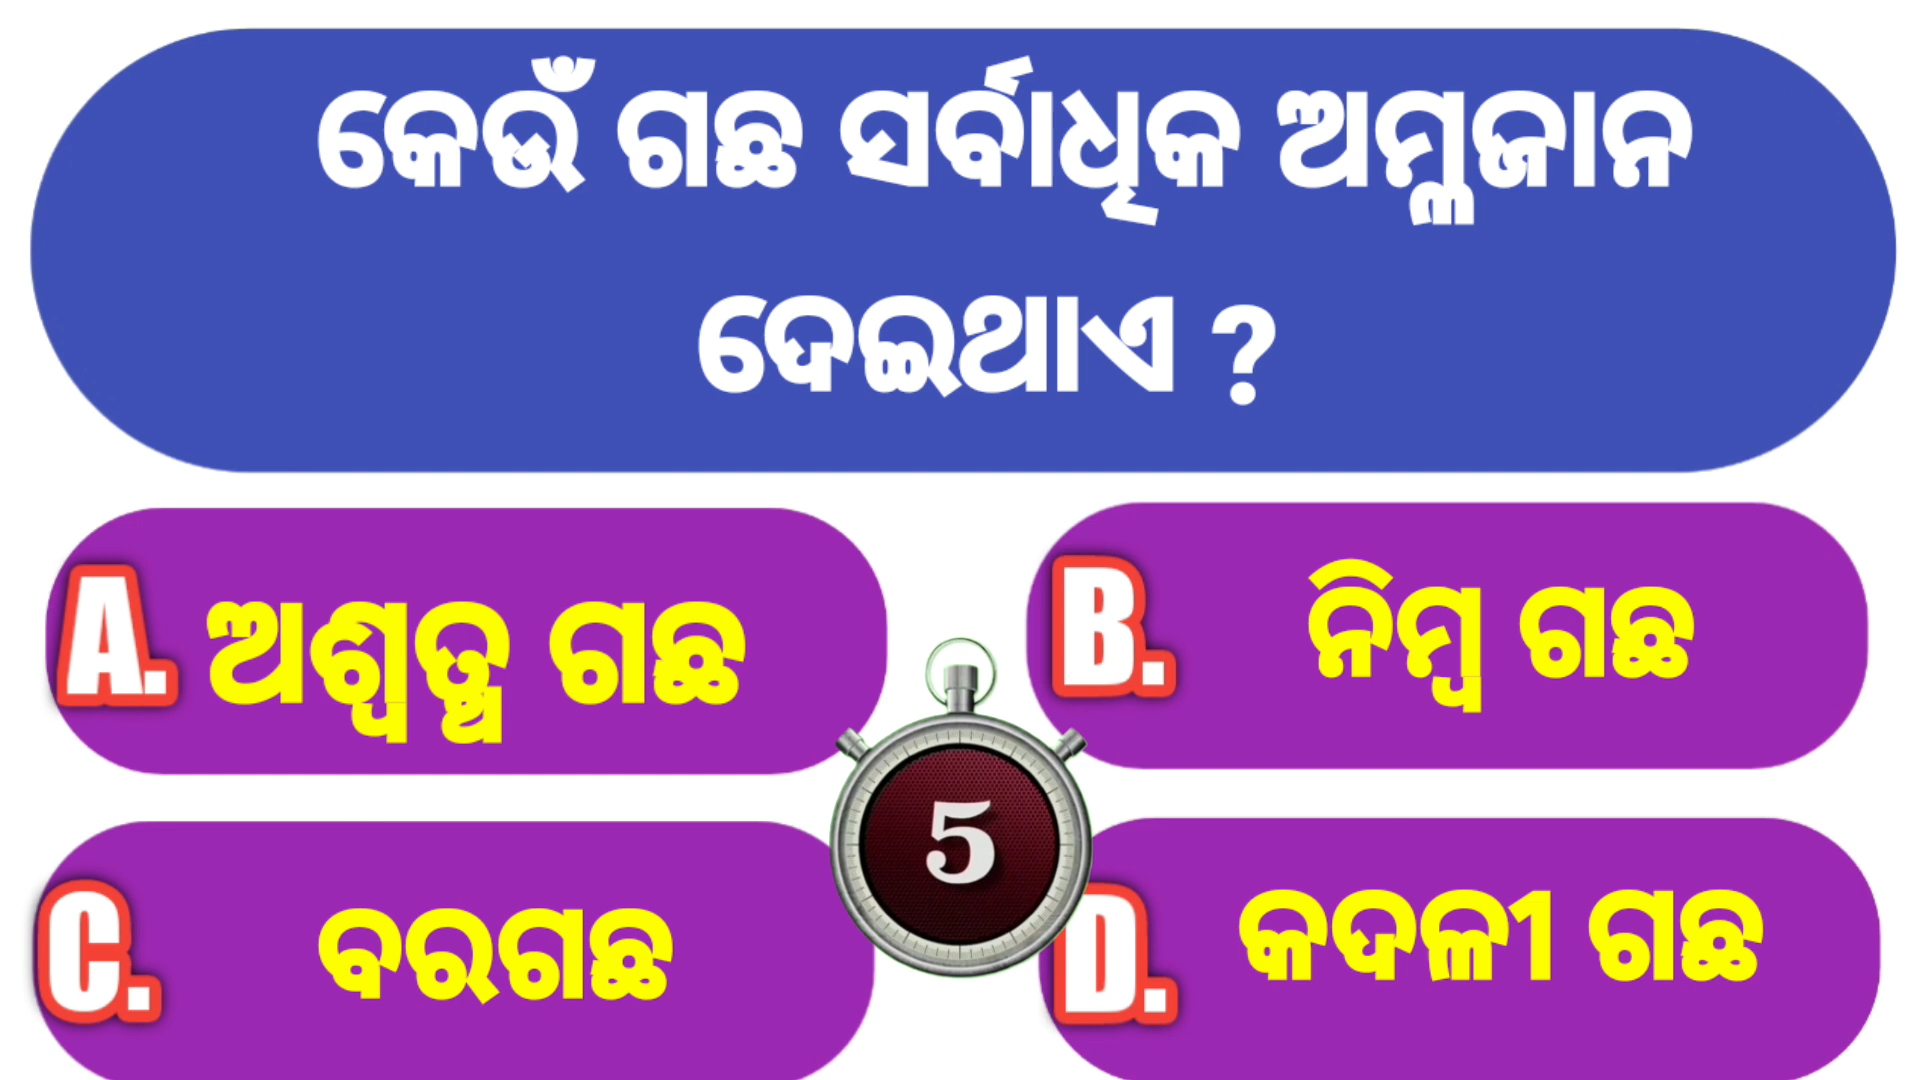 କେଉଁ ଗଛ ସର୍ବାଧିକ ଅମ୍ଳଜାନ
ଦେଇଥାଏ ?
A. ଅଶ୍ୱତ୍ଥ ଗଛ
B. ନିମ୍ବ ଗଛ
5
C. ବରଗଛ
D. କଦଳୀ ଗଛ